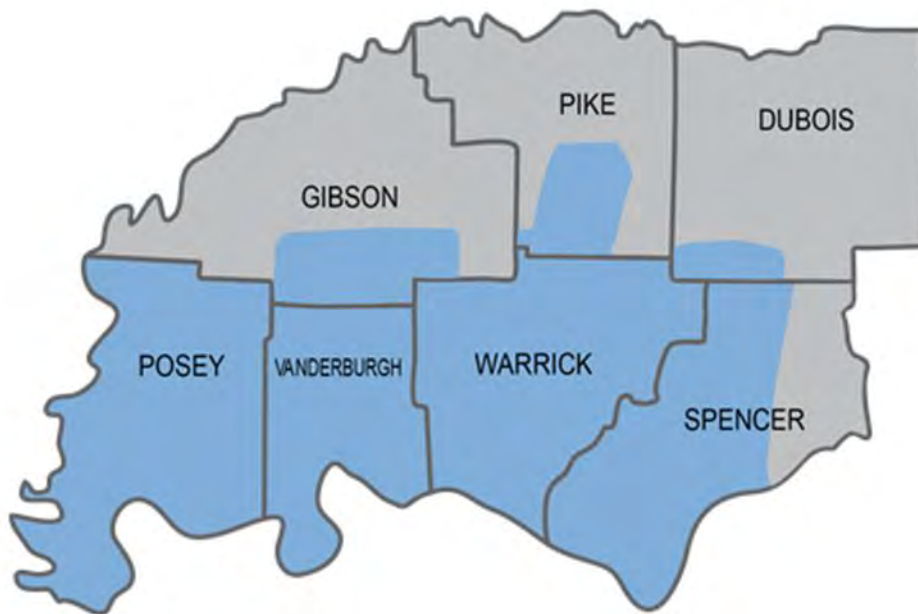 PIKE
DUBOIS
GIBSON
POSEY
VANDERBURGH
WARRICK
SPENCER